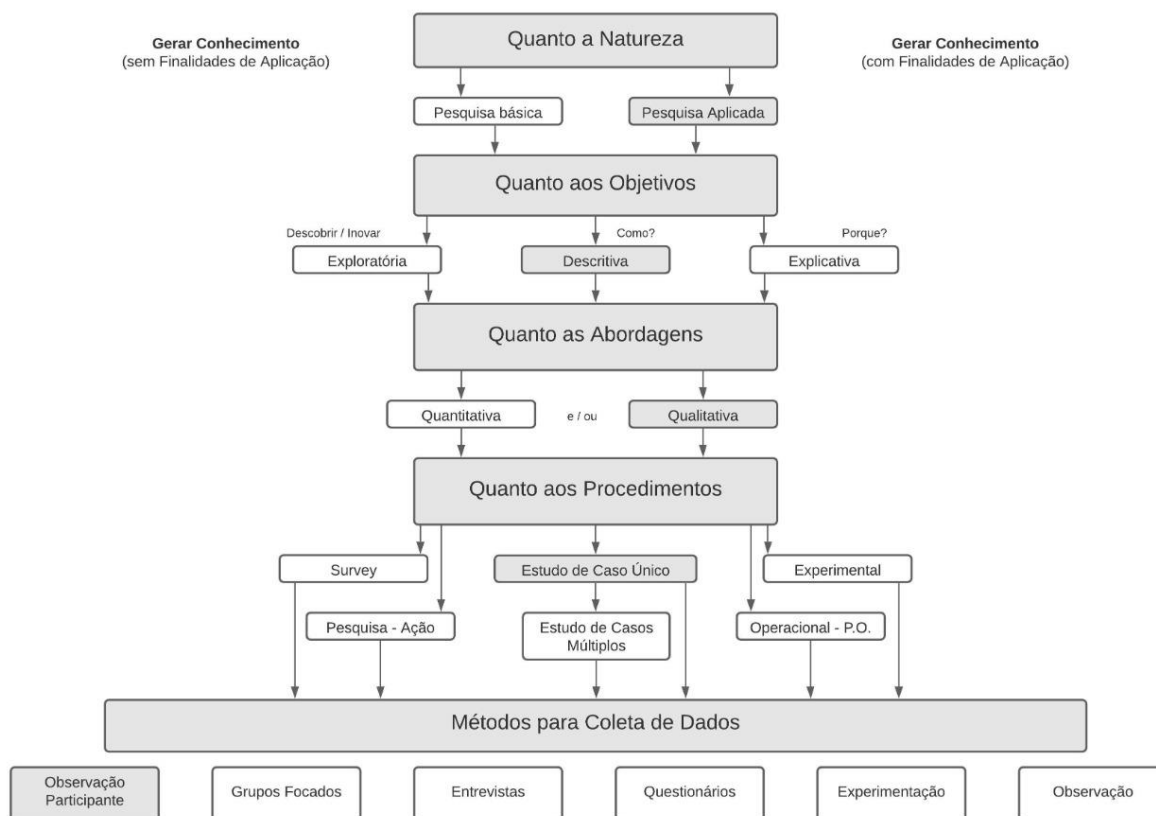 Quanto a Natureza
Gerar Conhecimento
(sem Finalidades de Aplicação)
Gerar Conhecimento
(com Finalidades de Aplicação)
Pesquisa básica
Pesquisa Aplicada
Quanto aos Objetivos
Descobrir / Inovar
Como?
Porque?
Exploratória
Descritiva
Explicativa
Quanto as Abordagens
Quantitativa
e / ou
Qualitativa
Quanto aos Procedimentos
Survey
Estudo de Caso Único
Experimental
Pesquisa - Ação
Estudo de Casos
Múltiplos
Operacional - P.O.
Métodos para Coleta de Dados
Observação
Participante
Grupos Focados
Entrevistas
Questionários
Experimentação
Observação